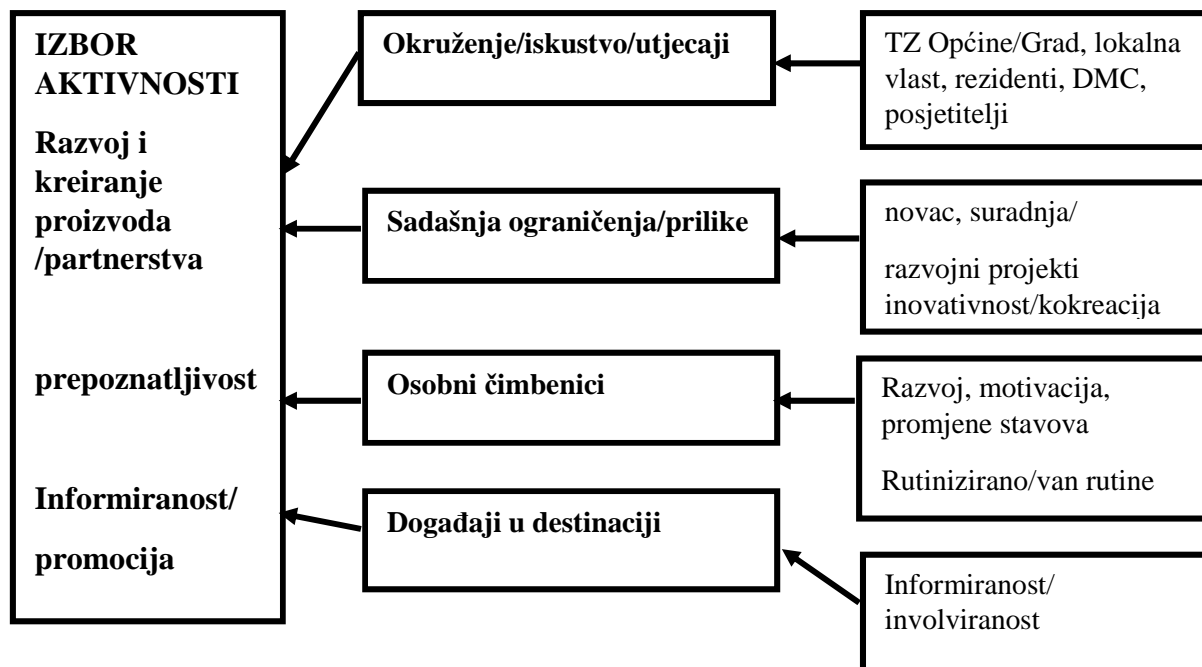 IZBOR
AKTIVNOSTI
Razvoj i
kreiranje
proizvoda
/partnerstva
prepoznatljivost
Informiranost/
promocija
Okruženje/iskustvo/utjecaji
Sadašnja ograničenja/prilike
Osobni čimbenici
Događaji u destinaciji
TZ Općine/Grad, lokalna
vlast, rezidenti, DMC,
posjetitelji
novac, suradnja/
razvojni projekti
inovativnost/kokreacija
Razvoj, motivacija,
promjene stavova
Rutinizirano/van rutine
Informiranost/
involviranost